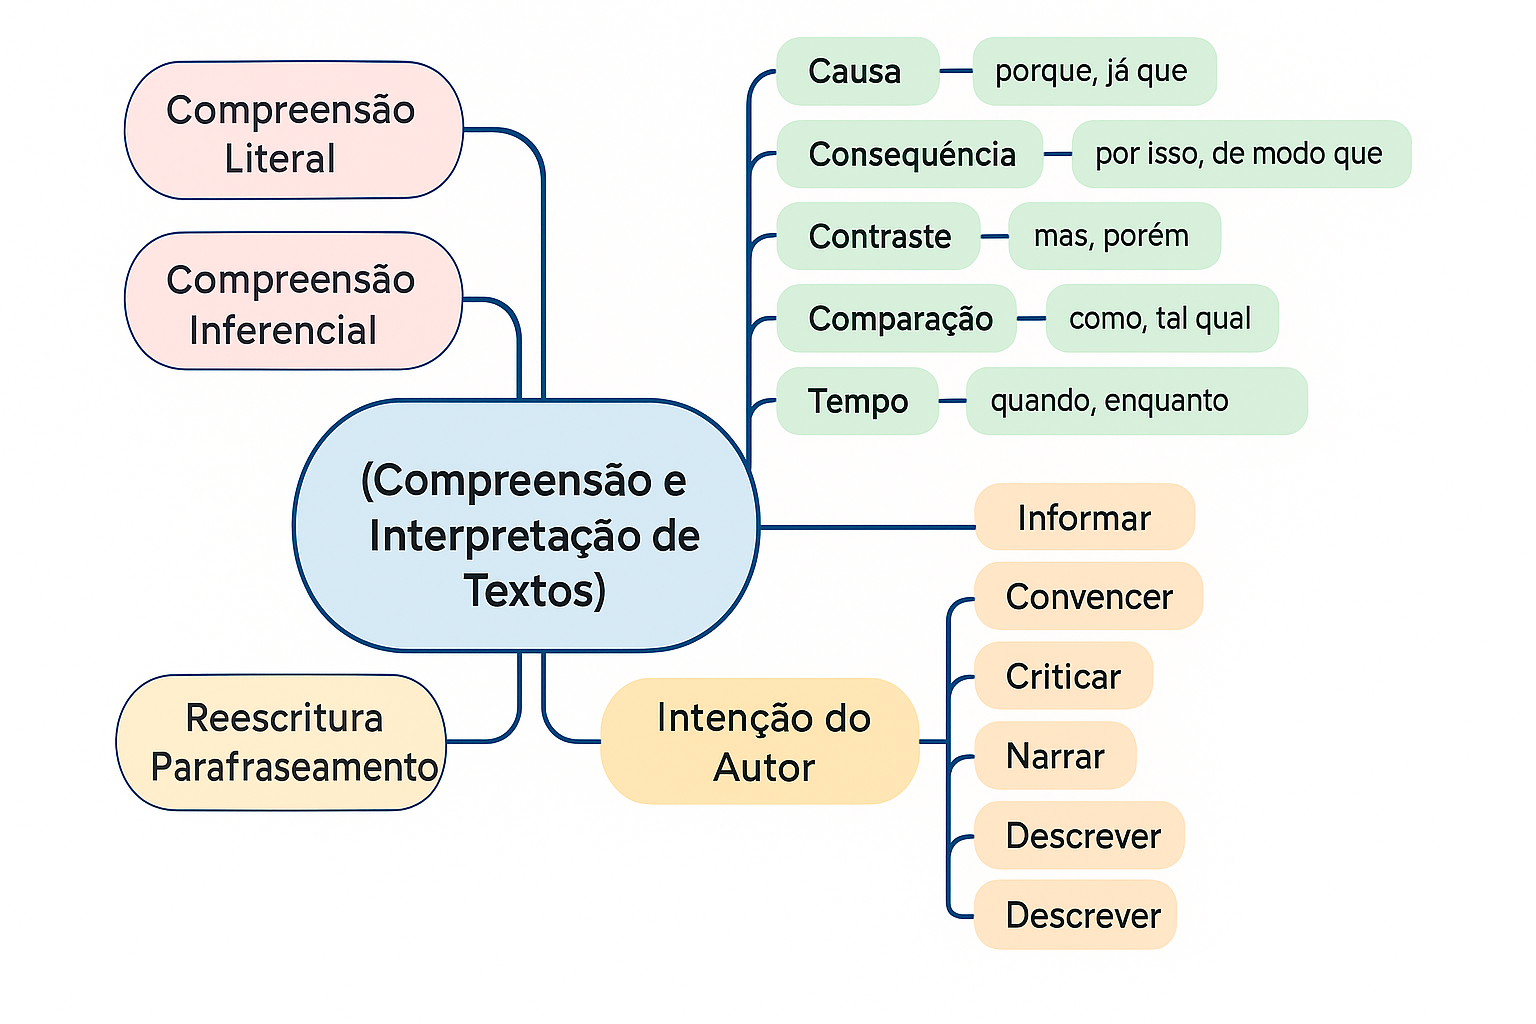 Compreensão
Literal
Compreensão
Inferencial
(Compreensão e
Interpretação de
Textos)
Reescritura
Parafraseamento
Causa
porque, já que
Consequéncia
por isso, de modo que
Contraste
mas, porém
Comparação
como, tal qual
Tempo
quando, enquanto
Informar
Intenção do
Autor
Convencer
Criticar
Narrar
Descrever
Descrever